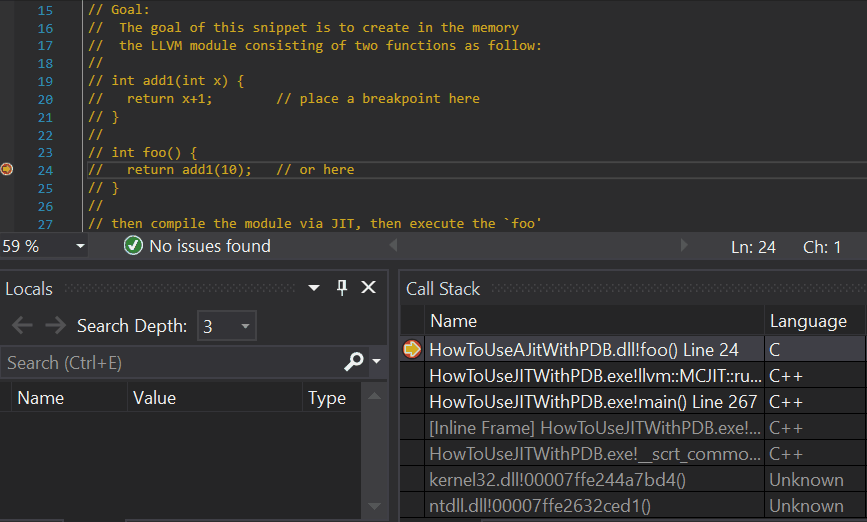 15 // Goal:
16 //  The goal of this snippet is to create in the memory
17 //  the LLVM module consisting of two functions as follow:
18 //
19 // int add1(int x) {
20 //   return x+1;        // place a breakpoint here
21 // }
22 //
23 // int foo() {
24 //   return add1(10);   // or here
25 // }
26 //
27 // then compile the module via JIT, then execute the `foo'
59 % No issues found Ln: 24 Ch: 1
Locals
Search Depth: 3
Search (Ctrl+E)
Name Value Type
Call Stack
Name Language
HowToUseAJitWithPDB.dll!foo() Line 24 C
HowToUseJITWithPDB.exe!llvm::MCJIT::ru... C++
HowToUseJITWithPDB.exe!main() Line 267 C++
[Inline Frame] HowToUseJITWithPDB.exe!... C++
HowToUseJITWithPDB.exe!__scrt_commo... C++
kernel32.dll!00007ffe244a7bd4() Unknown
ntdll.dll!00007ffe2632ced1() Unknown